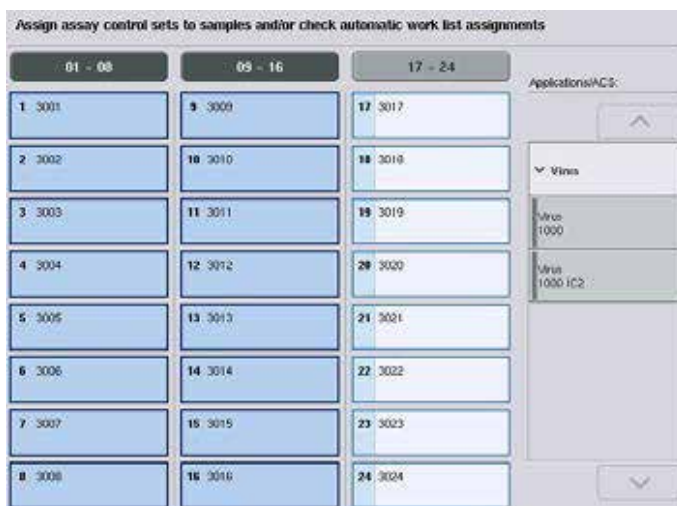 Assign assay control sets to samples and/or check automatic work list assignments
01 - 08
09 - 16
17 - 24
Applications/ACS:
1 3001
9 3009
17 3017
2 3002
10 3010
18 3018
Virus
3 3003
11 3011
19 3019
Virus
1000
4 3004
12 3012
20 3020
Virus
1000 IC2
5 3005
13 3013
21 3021
6 3006
14 3014
22 3022
7 3007
15 3015
23 3023
8 3008
16 3016
24 3024